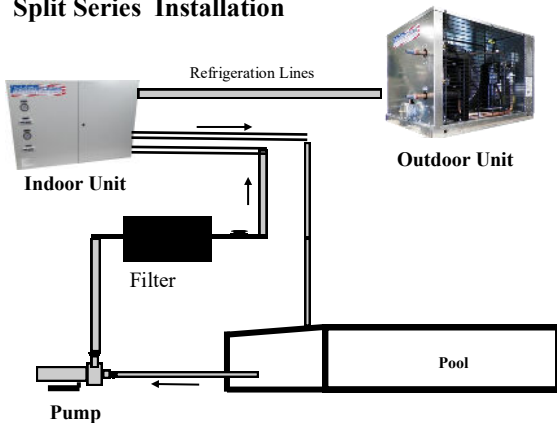 Split Series Installation
Refrigeration Lines
Outdoor Unit
Indoor Unit
Filter
Pool
Pump